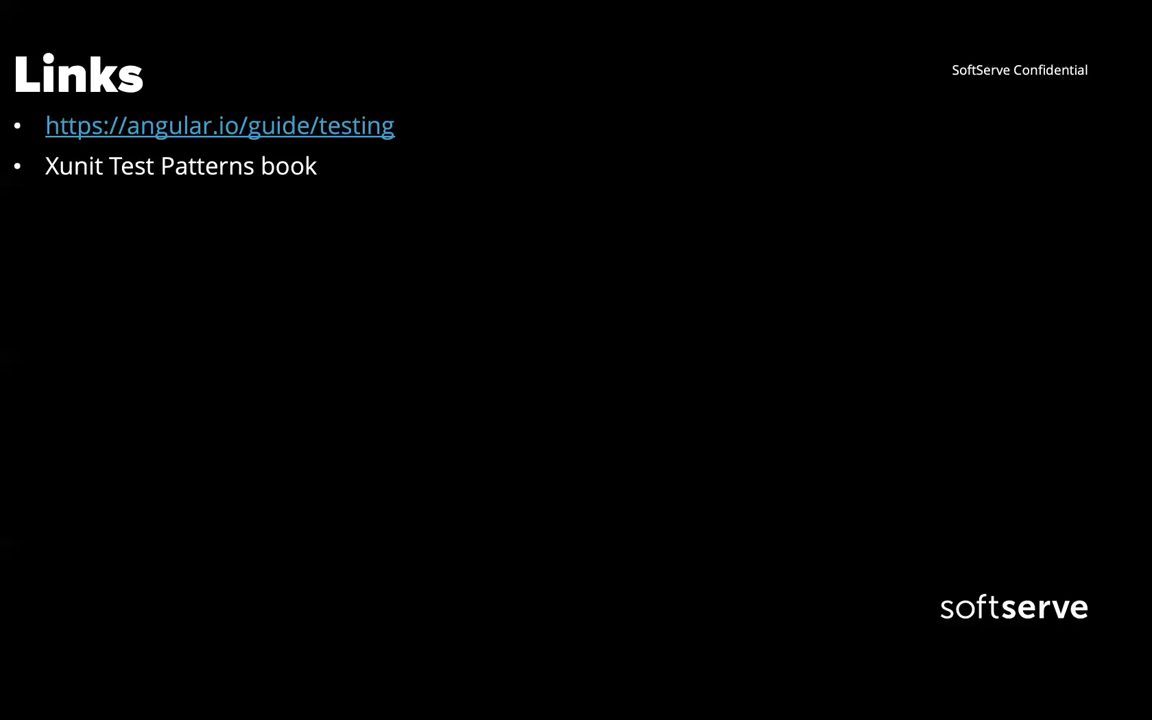 Links
SoftServe Confidential
• https://angular.io/guide/testing
• Xunit Test Patterns book
softserve